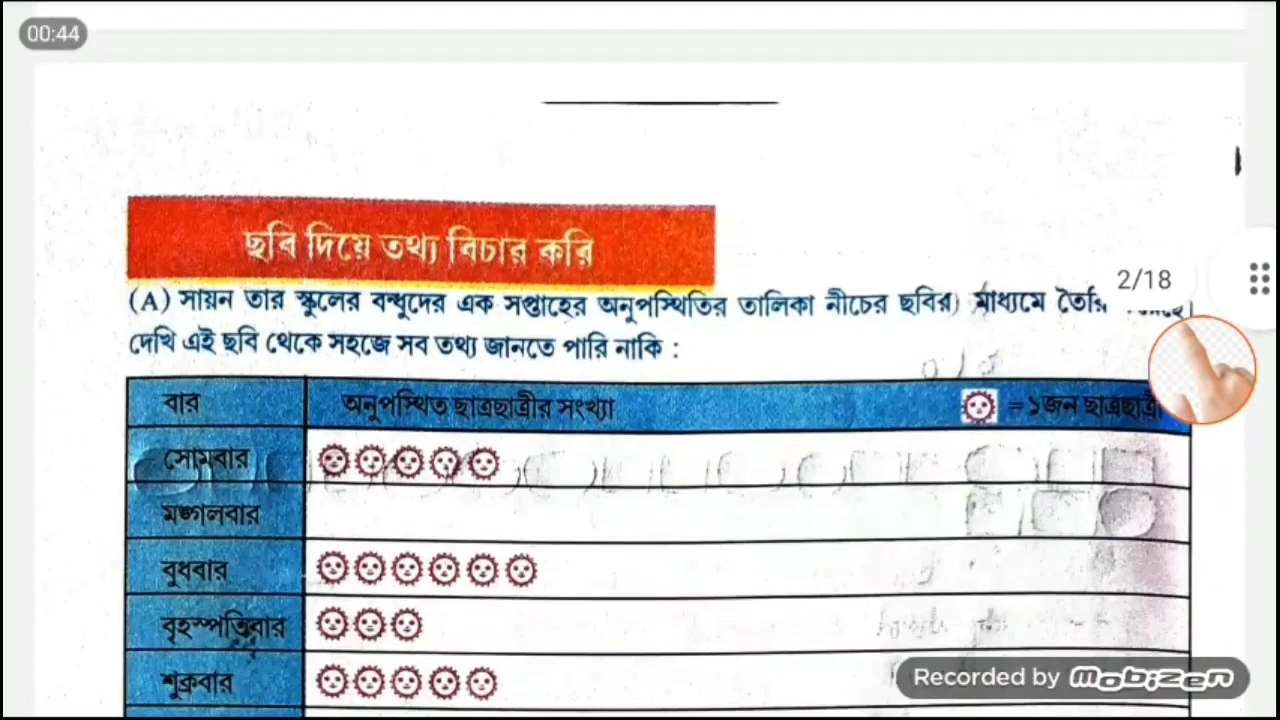 00:44
ছবি দিয়ে তথ্য বিচার করি
2/18
(A) সায়ন তার স্কুলের বন্ধুদের এক সপ্তাহের অনুপস্থিতির তালিকা নীচের ছবির মাধ্যমে
দেখি এই ছবি থেকে সহজে সব তথ্য জানতে পারি নাকি :
বার অনুপস্থিত ছাত্রছাত্রীর সংখ্যা = ১জন ছাত্রছাত্রী
সোমবার
মঙ্গলবার
বুধবার
বৃহস্পতিবার
শুক্রবার
Recorded by mobizen